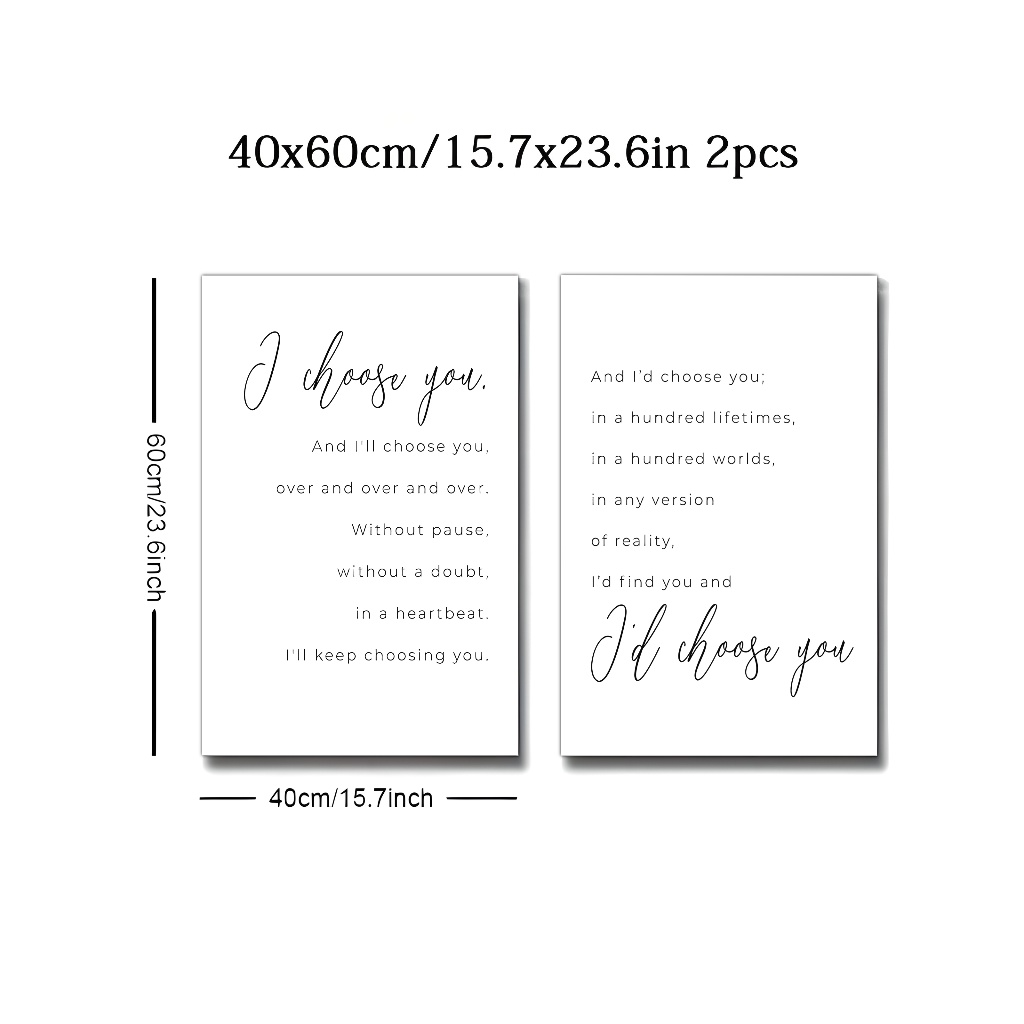 40x60cm/15.7x23.6in 2pcs
60cm/23.6inch
I choose you.
And I'll choose you,
over and over and over.
Without pause,
without a doubt,
in a heartbeat.
I'll keep choosing you.
And I'd choose you;
in a hundred lifetimes,
in a hundred worlds,
in any version
of reality,
I'd find you and
I'd choose you
40cm/15.7inch